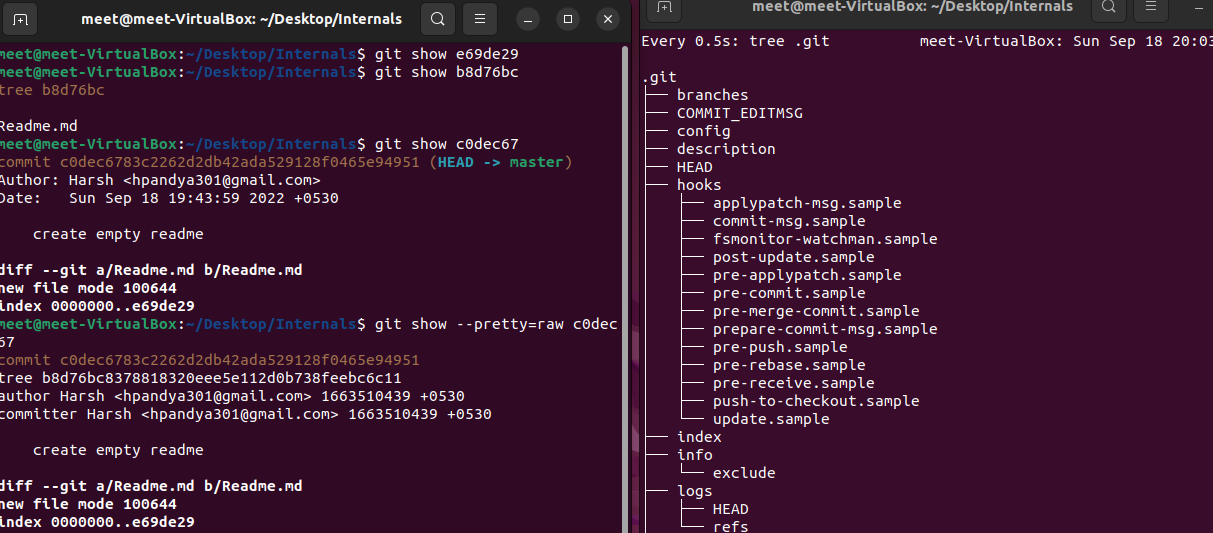 meet@meet-VirtualBox: ~/Desktop/Internals
meet@meet-VirtualBox:~/Desktop/Internals$ git show e69de29
meet@meet-VirtualBox:~/Desktop/Internals$ git show b8d76bc
tree b8d76bc
Readme.md
meet@meet-VirtualBox:~/Desktop/Internals$ git show c0dec67
commit c0dec6783c2262d2db42ada529128f0465e94951 (HEAD -> master)
Author: Harsh <hpandya301@gmail.com>
Date:   Sun Sep 18 19:43:59 2022 +0530
    create empty readme
diff --git a/Readme.md b/Readme.md
new file mode 100644
index 0000000..e69de29
meet@meet-VirtualBox:~/Desktop/Internals$ git show --pretty=raw c0dec
67
commit c0dec6783c2262d2db42ada529128f0465e94951
tree b8d76bc8378818320eee5e112d0b738feebc6c11
author Harsh <hpandya301@gmail.com> 1663510439 +0530
committer Harsh <hpandya301@gmail.com> 1663510439 +0530
    create empty readme
diff --git a/Readme.md b/Readme.md
new file mode 100644
index 0000000..e69de29
meet@meet-VirtualBox: ~/Desktop/Internals
Every 0.5s: tree .git          meet-VirtualBox: Sun Sep 18 20:03
.git
├── branches
├── COMMIT_EDITMSG
├── config
├── description
├── HEAD
├── hooks
│   ├── applypatch-msg.sample
│   ├── commit-msg.sample
│   ├── fsmonitor-watchman.sample
│   ├── post-update.sample
│   ├── pre-applypatch.sample
│   ├── pre-commit.sample
│   ├── pre-merge-commit.sample
│   ├── prepare-commit-msg.sample
│   ├── pre-push.sample
│   ├── pre-rebase.sample
│   ├── pre-receive.sample
│   ├── push-to-checkout.sample
│   └── update.sample
├── index
├── info
│   └── exclude
├── logs
│   ├── HEAD
│   └── refs